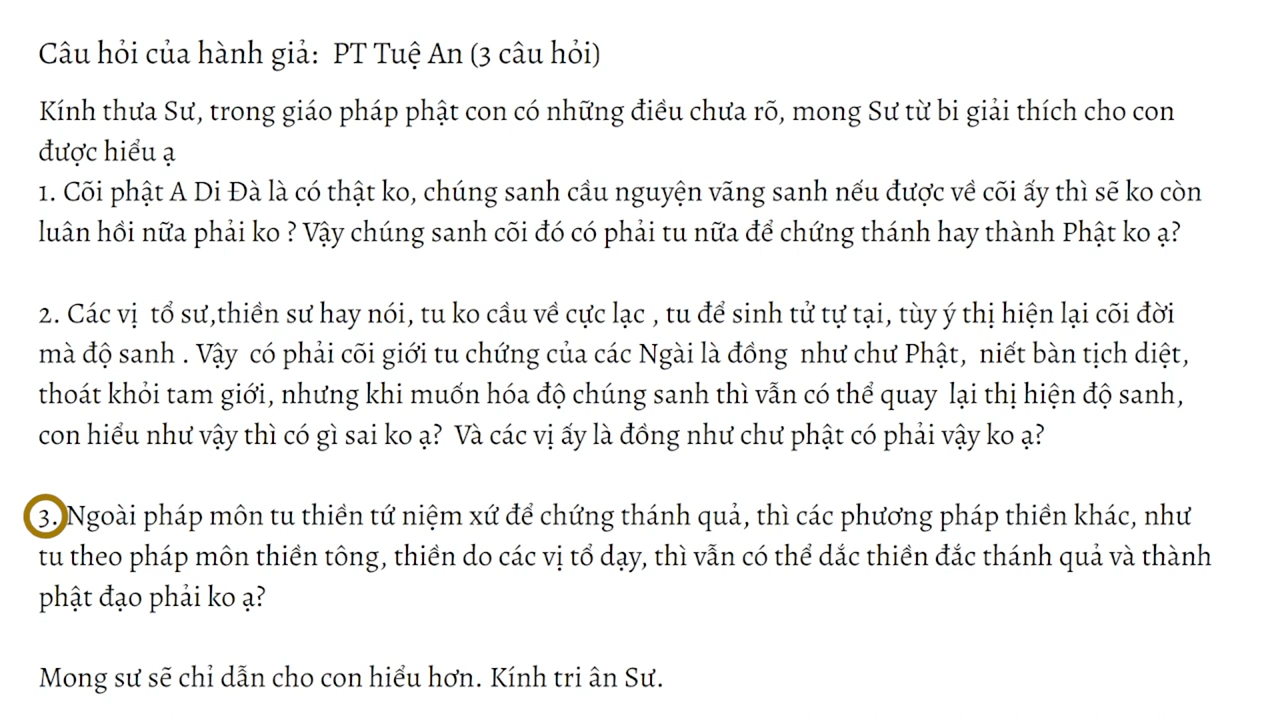 Câu hỏi của hành giả: PT Tuệ An (3 câu hỏi)
Kính thưa Sư, trong giáo pháp phật con có những điều chưa rõ, mong Sư từ bi giải thích cho con
được hiểu ạ
1. Cõi phật A Di Đà là có thật ko, chúng sanh cầu nguyện vãng sanh nếu được về cõi ấy thì sẽ ko còn
luân hồi nữa phải ko ? Vậy chúng sanh cõi đó có phải tu nữa để chứng thánh hay thành Phật ko ạ?
2. Các vị tổ sư,thiền sư hay nói, tu ko cầu về cực lạc , tu để sinh tử tự tại, tùy ý thị hiện lại cõi đời
mà độ sanh . Vậy có phải cõi giới tu chứng của các Ngài là đồng như chư Phật, niết bàn tịch diệt,
thoát khỏi tam giới, nhưng khi muốn hóa độ chúng sanh thì vẫn có thể quay lại thị hiện độ sanh,
con hiểu như vậy thì có gì sai ko ạ? Và các vị ấy là đồng như chư phật có phải vậy ko ạ?
3. Ngoài pháp môn tu thiền tứ niệm xứ để chứng thánh quả, thì các phương pháp thiền khác, như
tu theo pháp môn thiền tông, thiền do các vị tổ dạy, thì vẫn có thể dắc thiền đắc thánh quả và thành
phật đạo phải ko ạ?
Mong sư sẽ chỉ dẫn cho con hiểu hơn. Kính tri ân Sư.